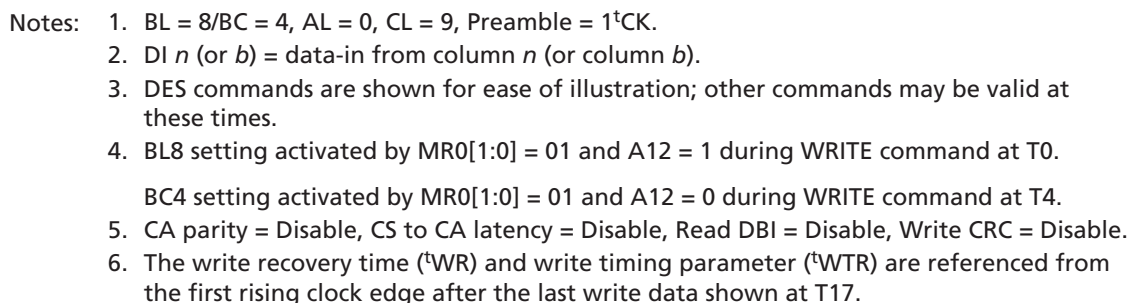 Notes: 1. BL = 8/BC = 4, AL = 0, CL = 9, Preamble = 1tCK.
2. DI n (or b) = data-in from column n (or column b).
3. DES commands are shown for ease of illustration; other commands may be valid at
these times.
4. BL8 setting activated by MR0[1:0] = 01 and A12 = 1 during WRITE command at T0.
BC4 setting activated by MR0[1:0] = 01 and A12 = 0 during WRITE command at T4.
5. CA parity = Disable, CS to CA latency = Disable, Read DBI = Disable, Write CRC = Disable.
6. The write recovery time (tWR) and write timing parameter (tWTR) are referenced from
the first rising clock edge after the last write data shown at T17.